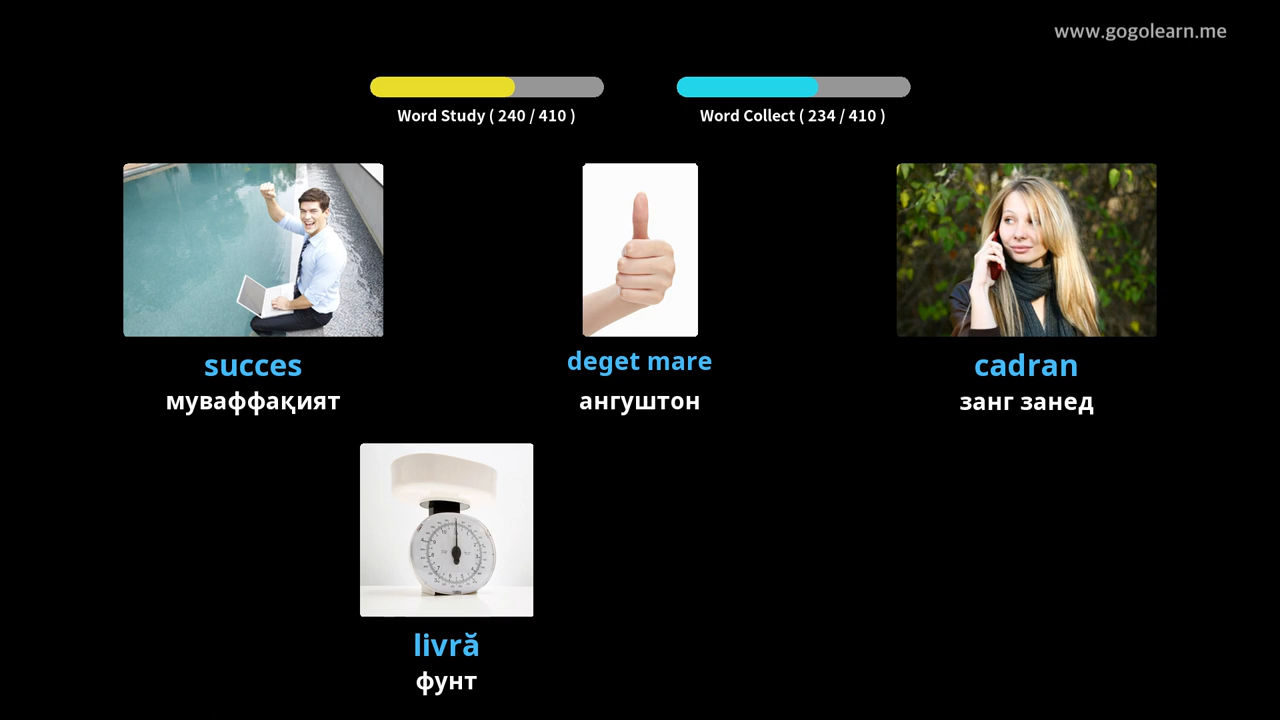 www.gogolearn.me
Word Study ( 240 / 410 )
Word Collect ( 234 / 410 )
succes
муваффақият
deget mare
ангуштон
cadran
занг занед
livră
фунт